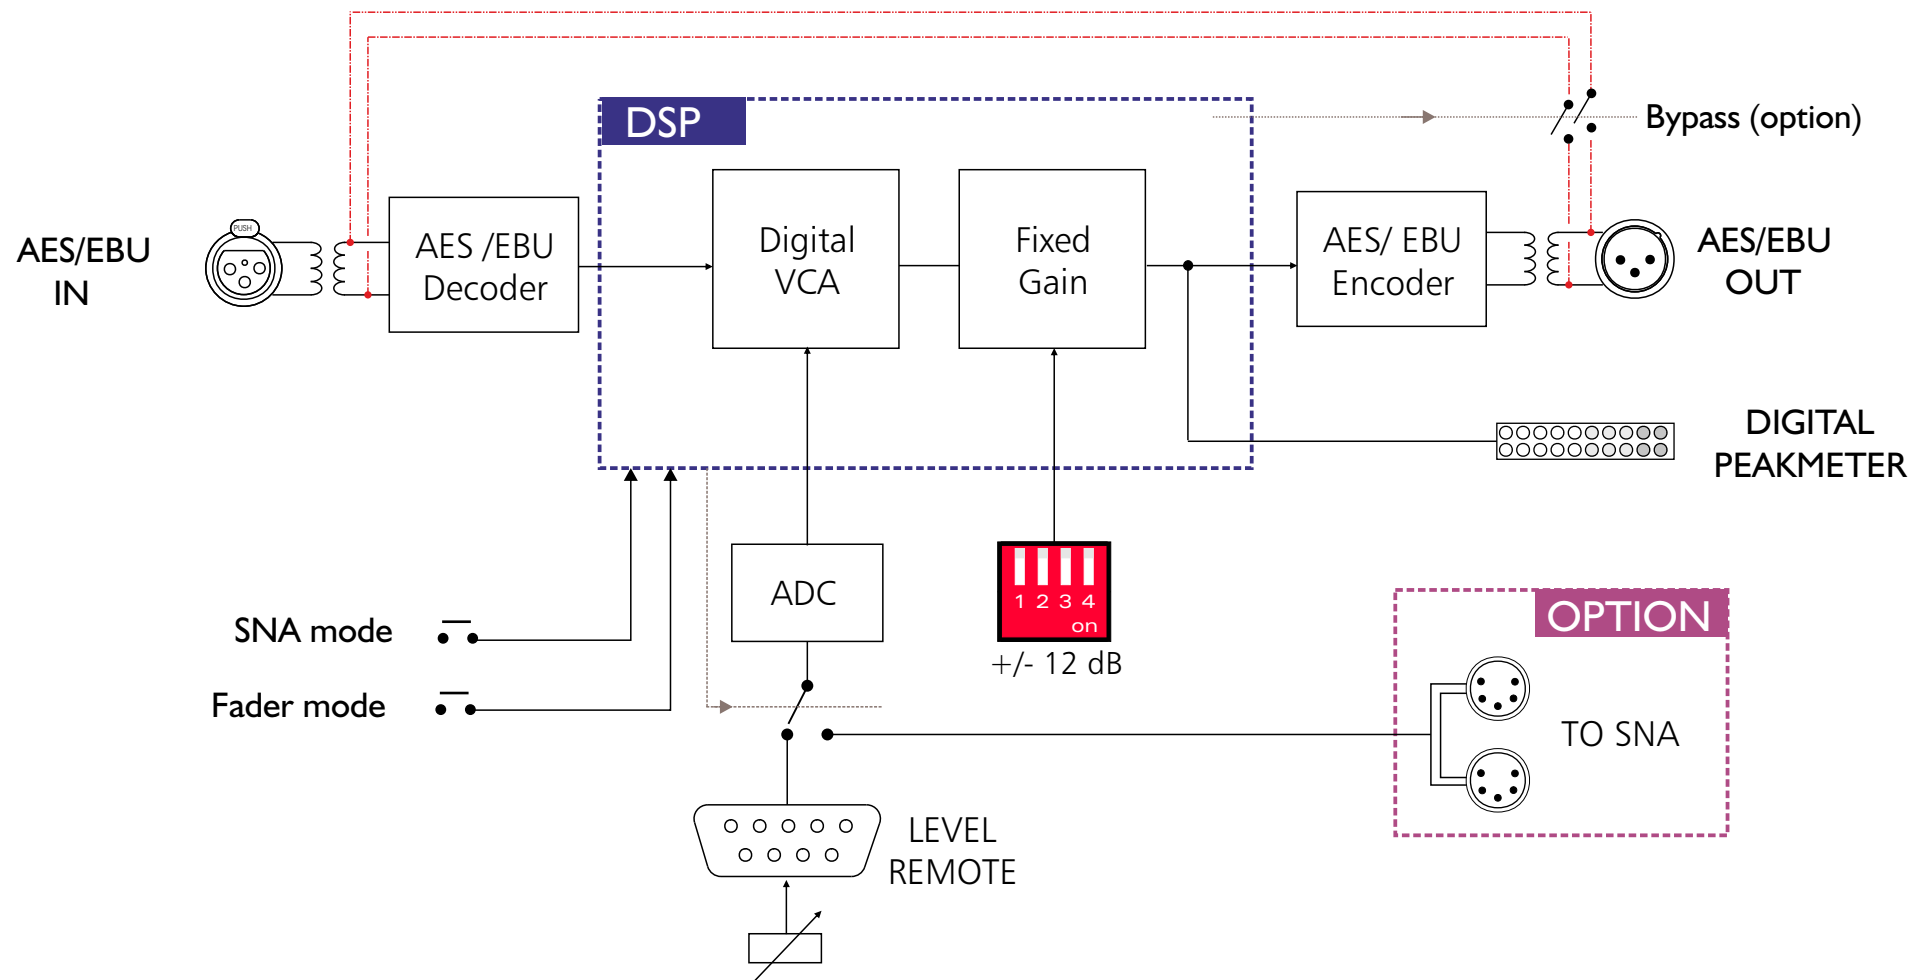 DSP
Bypass (option)
PUSH
AES/EBU
IN
AES /EBU
Decoder
Digital
VCA
Fixed
Gain
AES/ EBU
Encoder
AES/EBU
OUT
DIGITAL
PEAKMETER
ADC
1 2 3 4
on
+/- 12 dB
OPTION
SNA mode
Fader mode
TO SNA
LEVEL
REMOTE